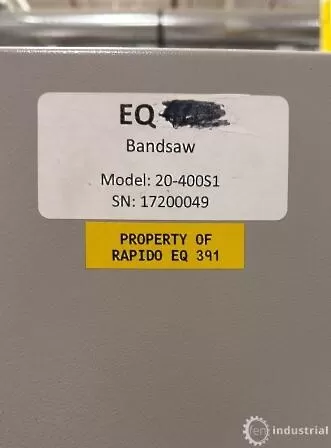 EQ
Bandsaw
Model: 20-400S1
SN: 17200049
PROPERTY OF
RAPIDO EQ 391
industrial